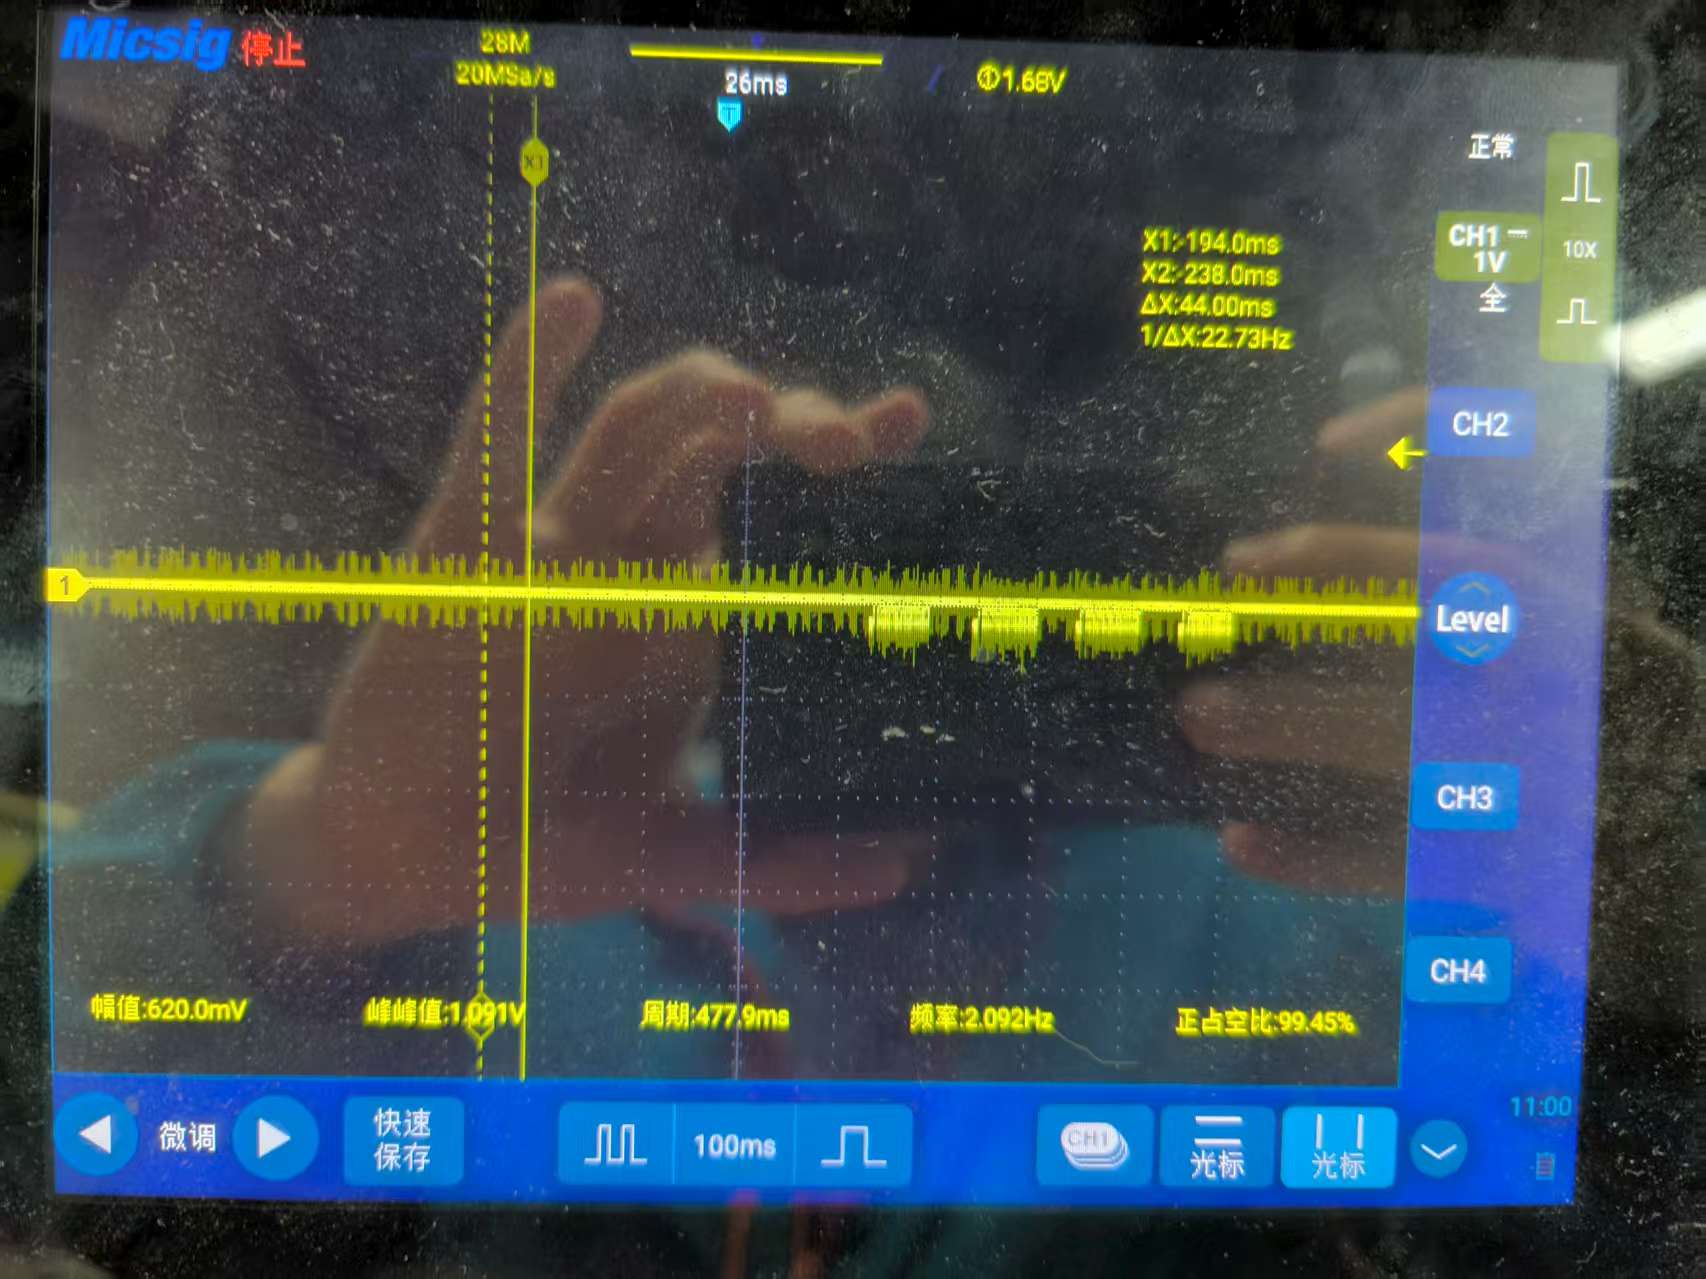 Micsig 停止
28M
20MSa/s
26ms
T
①1.68V
X1
正常
X1:-194.0ms
X2:-238.0ms
ΔX:44.00ms
1/ΔX:22.73Hz
CH1
1V
全
10X
CH2
1
Level
CH3
CH4
幅值:620.0mV 峰峰值:1.091V 周期:477.9ms 频率:2.092Hz 正占空比:99.45%
微调
快速
保存
100ms
CH1
光标
光标
11:00